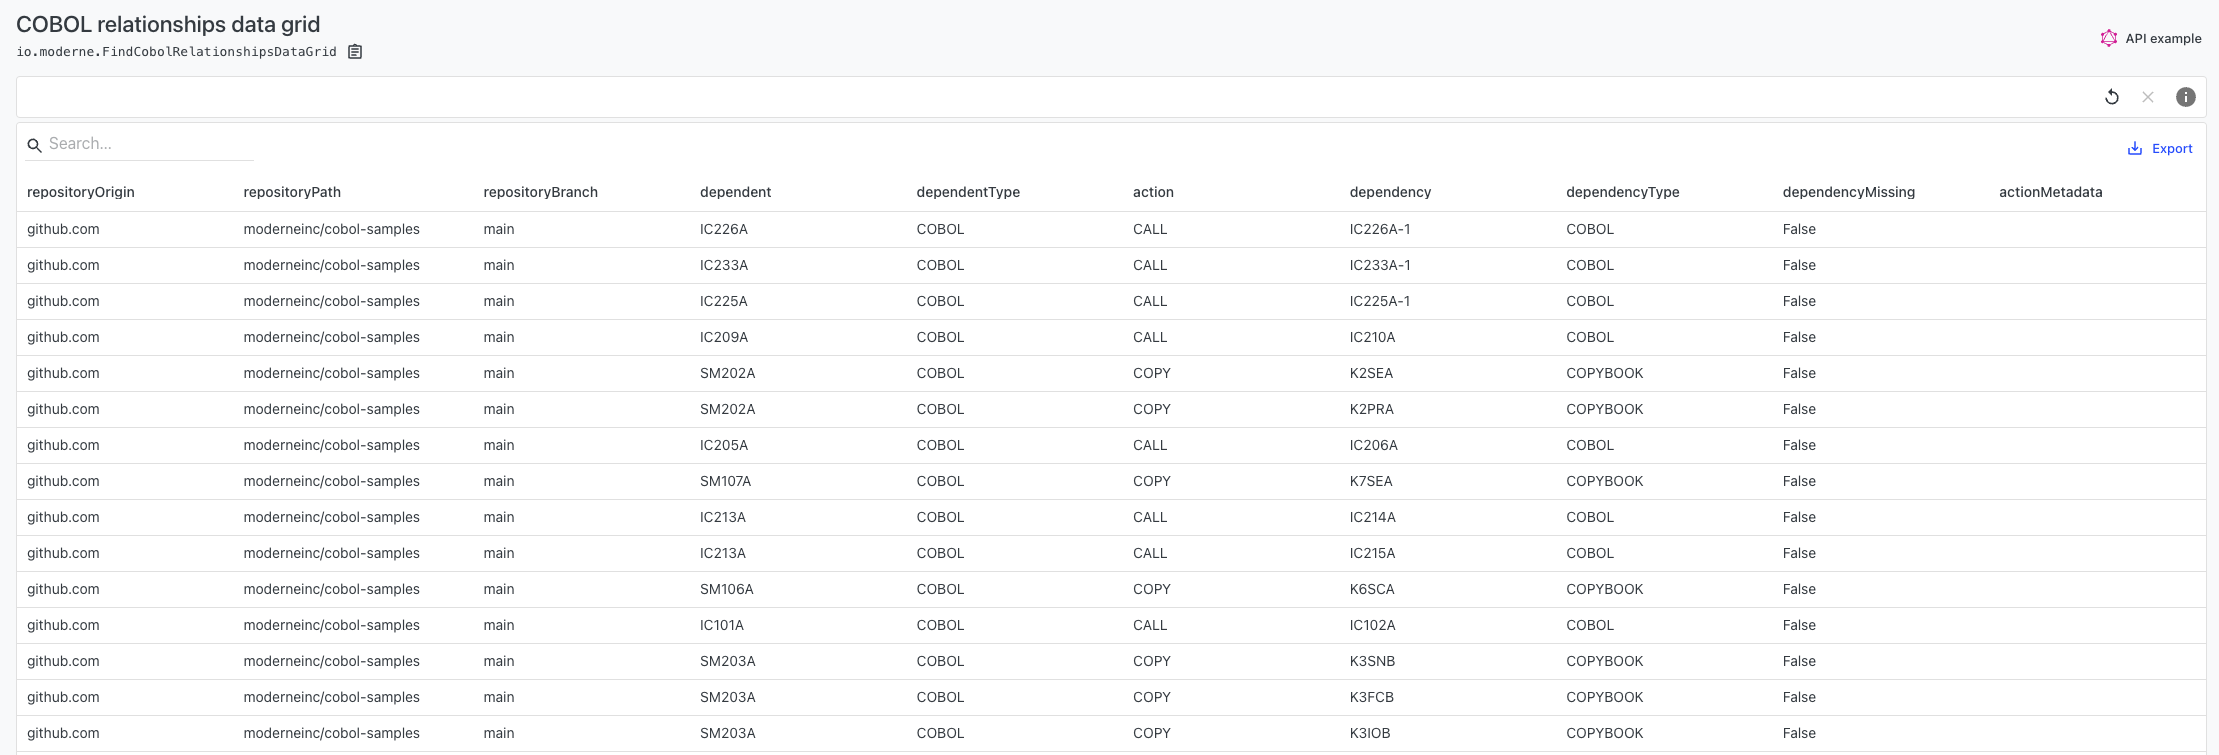 COBOL relationships data grid
io.moderne.FindCobolRelationshipsDataGrid
API example
Search...
Export
repositoryOrigin repositoryPath repositoryBranch dependent dependentType action dependency dependencyType dependencyMissing actionMetadata
github.com moderneinc/cobol-samples main IC226A COBOL CALL IC226A-1 COBOL False
github.com moderneinc/cobol-samples main IC233A COBOL CALL IC233A-1 COBOL False
github.com moderneinc/cobol-samples main IC225A COBOL CALL IC225A-1 COBOL False
github.com moderneinc/cobol-samples main IC209A COBOL CALL IC210A COBOL False
github.com moderneinc/cobol-samples main SM202A COBOL COPY K2SEA COPYBOOK False
github.com moderneinc/cobol-samples main SM202A COBOL COPY K2PRA COPYBOOK False
github.com moderneinc/cobol-samples main IC205A COBOL CALL IC206A COBOL False
github.com moderneinc/cobol-samples main SM107A COBOL COPY K7SEA COPYBOOK False
github.com moderneinc/cobol-samples main IC213A COBOL CALL IC214A COBOL False
github.com moderneinc/cobol-samples main IC213A COBOL CALL IC215A COBOL False
github.com moderneinc/cobol-samples main SM106A COBOL COPY K6SCA COPYBOOK False
github.com moderneinc/cobol-samples main IC101A COBOL CALL IC102A COBOL False
github.com moderneinc/cobol-samples main SM203A COBOL COPY K3SNB COPYBOOK False
github.com moderneinc/cobol-samples main SM203A COBOL COPY K3FCB COPYBOOK False
github.com moderneinc/cobol-samples main SM203A COBOL COPY K3IOB COPYBOOK False